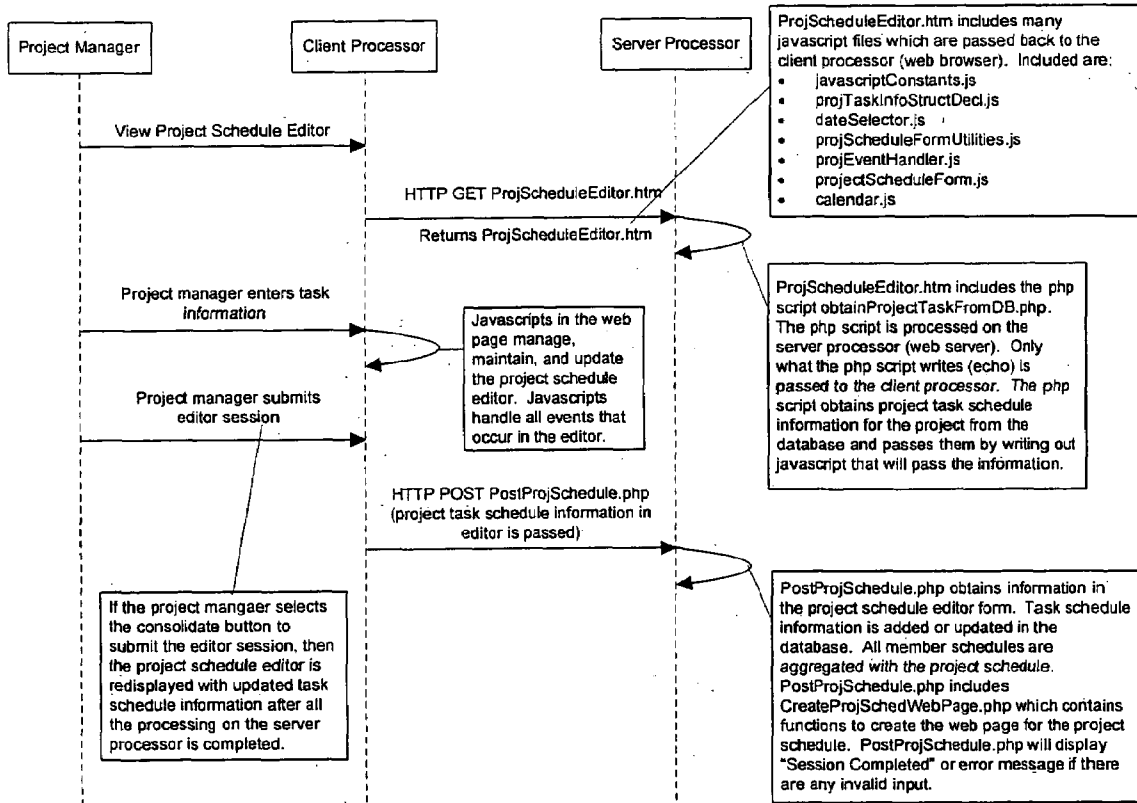 Project Manager
Client Processor
Server Processor
ProjScheduleEditor.htm includes many
javascript files which are passed back to the
client processor (web browser). Included are:
• javascriptConstants.js
• projTaskInfoStructDecl.js
• dateSelector.js
• projScheduleFormUtilities.js
• projEventHandler.js
• projectScheduleForm.js
• calendar.js
View Project Schedule Editor
HTTP GET ProjScheduleEditor.htm
Returns ProjScheduleEditor.htm
ProjScheduleEditor.htm includes the php
script obtainProjectTaskFromDB.php.
The php script is processed on the
server processor (web server). Only
what the php script writes (echo) is
passed to the client processor. The php
script obtains project task schedule
information for the project from the
database and passes them by writing out
javascript that will pass the information.
Project manager enters task
information
Javascripts in the web
page manage,
maintain, and update
the project schedule
editor. Javascripts
handle all events that
occur in the editor.
Project manager submits
editor session
HTTP POST PostProjSchedule.php
(project task schedule information in
editor is passed)
If the project mangaer selects
the consolidate button to
submit the editor session, then
the project schedule editor is
redisplayed with updated task
schedule information after all
the processing on the server
processor is completed.
PostProjSchedule.php obtains information in
the project schedule editor form. Task schedule
information is added or updated in the
database. All member schedules are
aggregated with the project schedule.
PostProjSchedule.php includes
CreateProjSchedWebPage.php which contains
functions to create the web page for the project
schedule. PostProjSchedule.php will display
"Session Completed" or error message if there
are any invalid input.